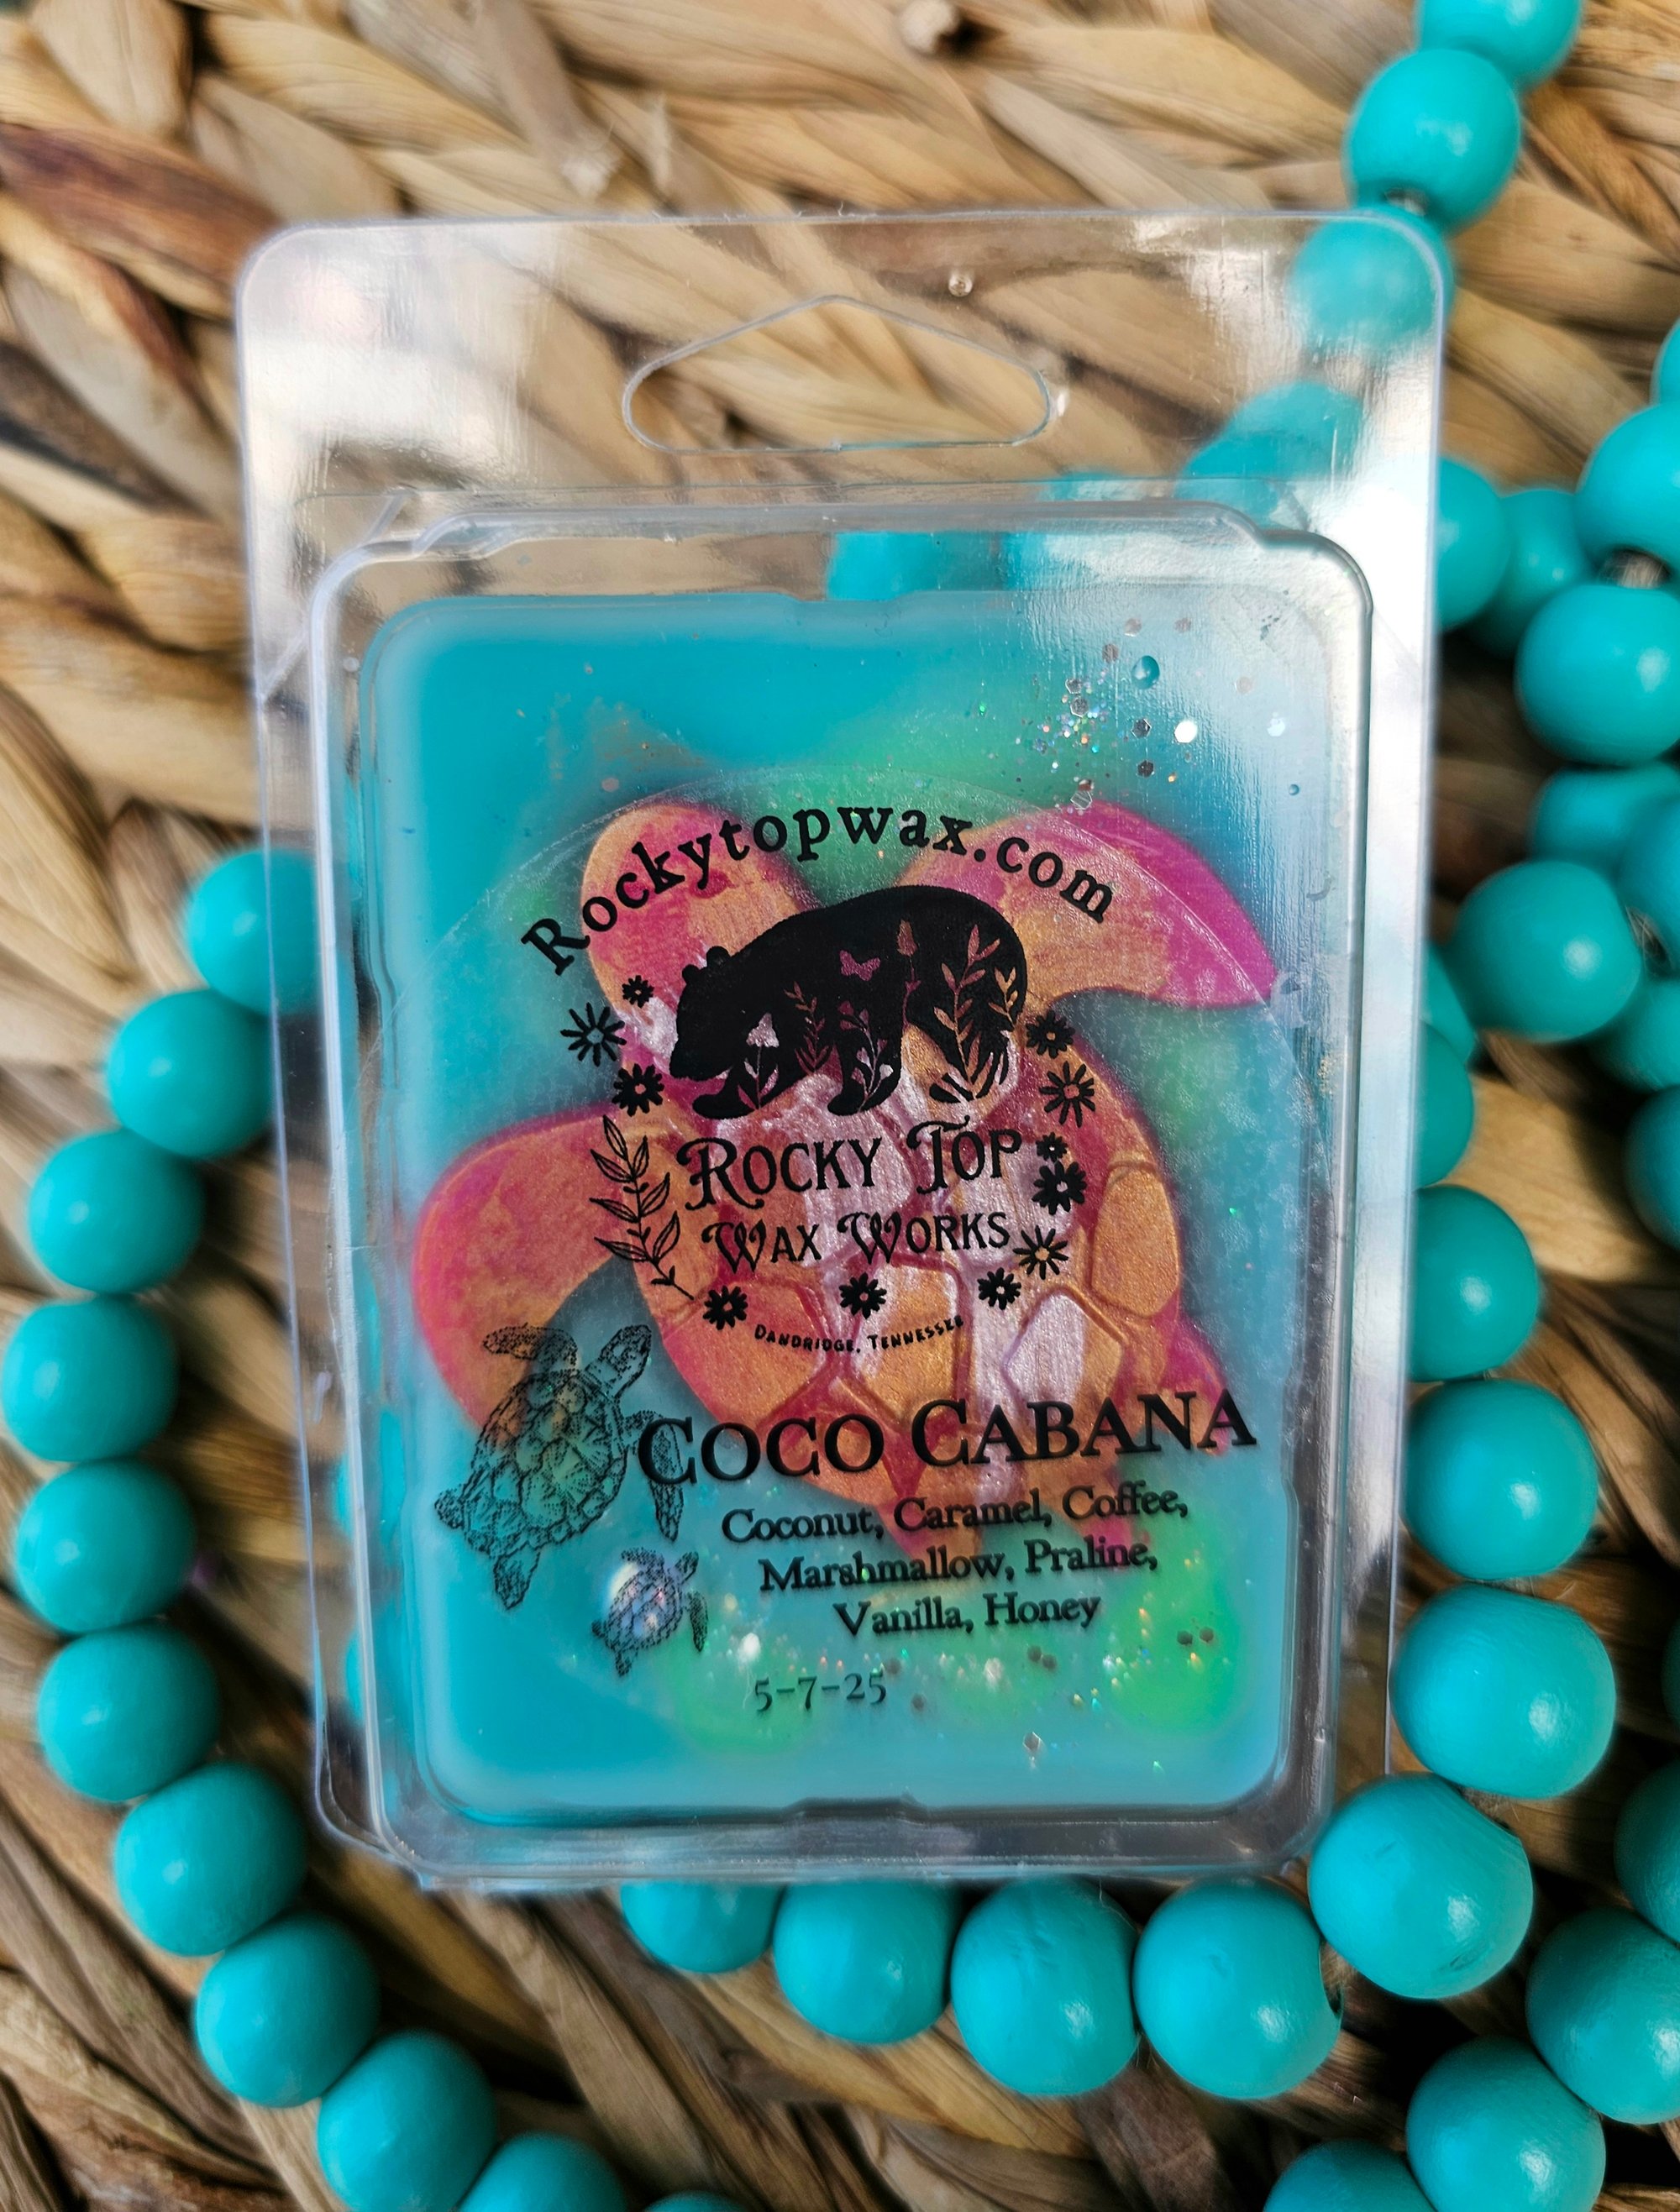 Rockytopwax.com
Rocky Top
Wax Works
Dandridge, Tennessee
Coco Cabana
Coconut, Caramel, Coffee,
Marshmallow, Praline,
Vanilla, Honey
5-7-25